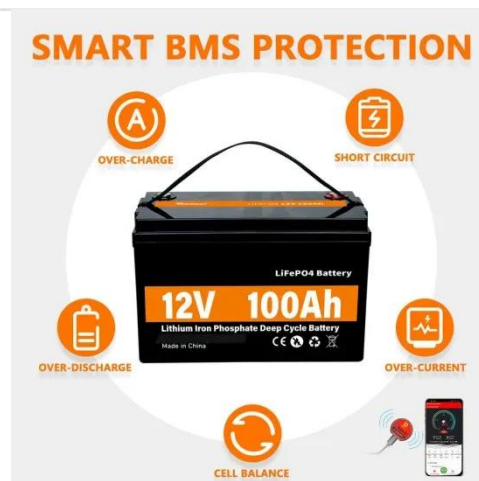 SMART BMS PROTECTION
A
OVER-CHARGE
SHORT CIRCUIT
LiFePO4 Battery
12V 100Ah
Lithium Iron Phosphate Deep Cycle Battery
Made in China
CE
OVER-DISCHARGE
OVER-CURRENT
CELL BALANCE